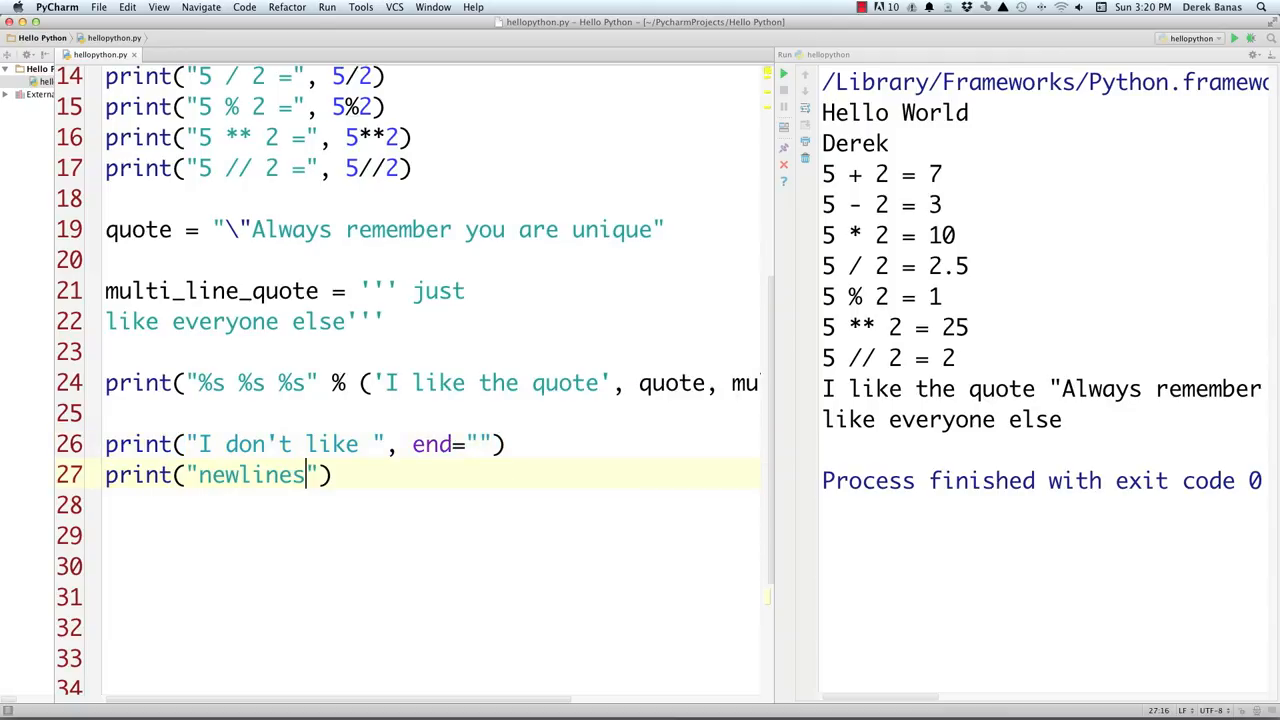 PyCharm File Edit View Navigate Code Refactor Run Tools VCS Window Help 10 Sun 3:20 PM Derek Banas
hellopython.py – Hello Python – [~/PycharmProjects/Hello Python]
Hello Python hellopython.py hellopython
hellopython.py
Run hellopython
Hello P
hell
Externa
14 print("5 / 2 =", 5/2)
15 print("5 % 2 =", 5%2)
16 print("5 ** 2 =", 5**2)
17 print("5 // 2 =", 5//2)
18
19 quote = "\"Always remember you are unique"
20
21 multi_line_quote = ''' just
22 like everyone else'''
23
24 print("%s %s %s" % ('I like the quote', quote, mul
25
26 print("I don't like ", end="")
27 print("newlines")
28
29
30
31
32
33
34
/Library/Frameworks/Python.framewo
Hello World
Derek
5 + 2 = 7
5 - 2 = 3
5 * 2 = 10
5 / 2 = 2.5
5 % 2 = 1
5 ** 2 = 25
5 // 2 = 2
I like the quote "Always remember
like everyone else
Process finished with exit code 0
27:16 LF UTF-8